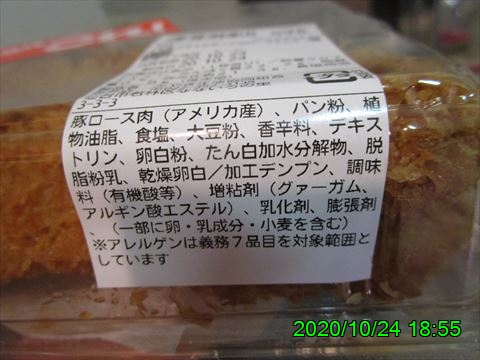 3-3-3
豚ロース肉（アメリカ産）、パン粉、植
物油脂、食塩、大豆粉、香辛料、デキス
トリン、卵白粉、たん白加水分解物、脱
脂粉乳、乾燥卵白／加工デンプン、調味
料（有機酸等）　増粘剤（グァーガム、
アルギン酸エステル）、乳化剤、膨張剤
、（一部に卵・乳成分・小麦を含む）
※アレルゲンは義務７品目を対象範囲と
しています
2020/10/24 18:55